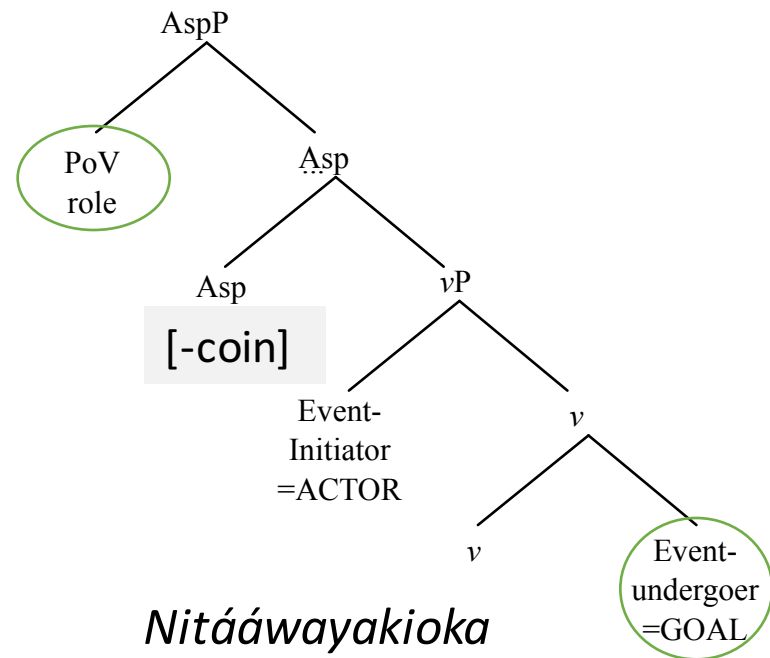 AspP
PoV
role
Asp
Asp
vP
[-coin]
Event-
Initiator
=ACTOR
v
v
Event-
undergoer
=GOAL
Nitááwayakioka